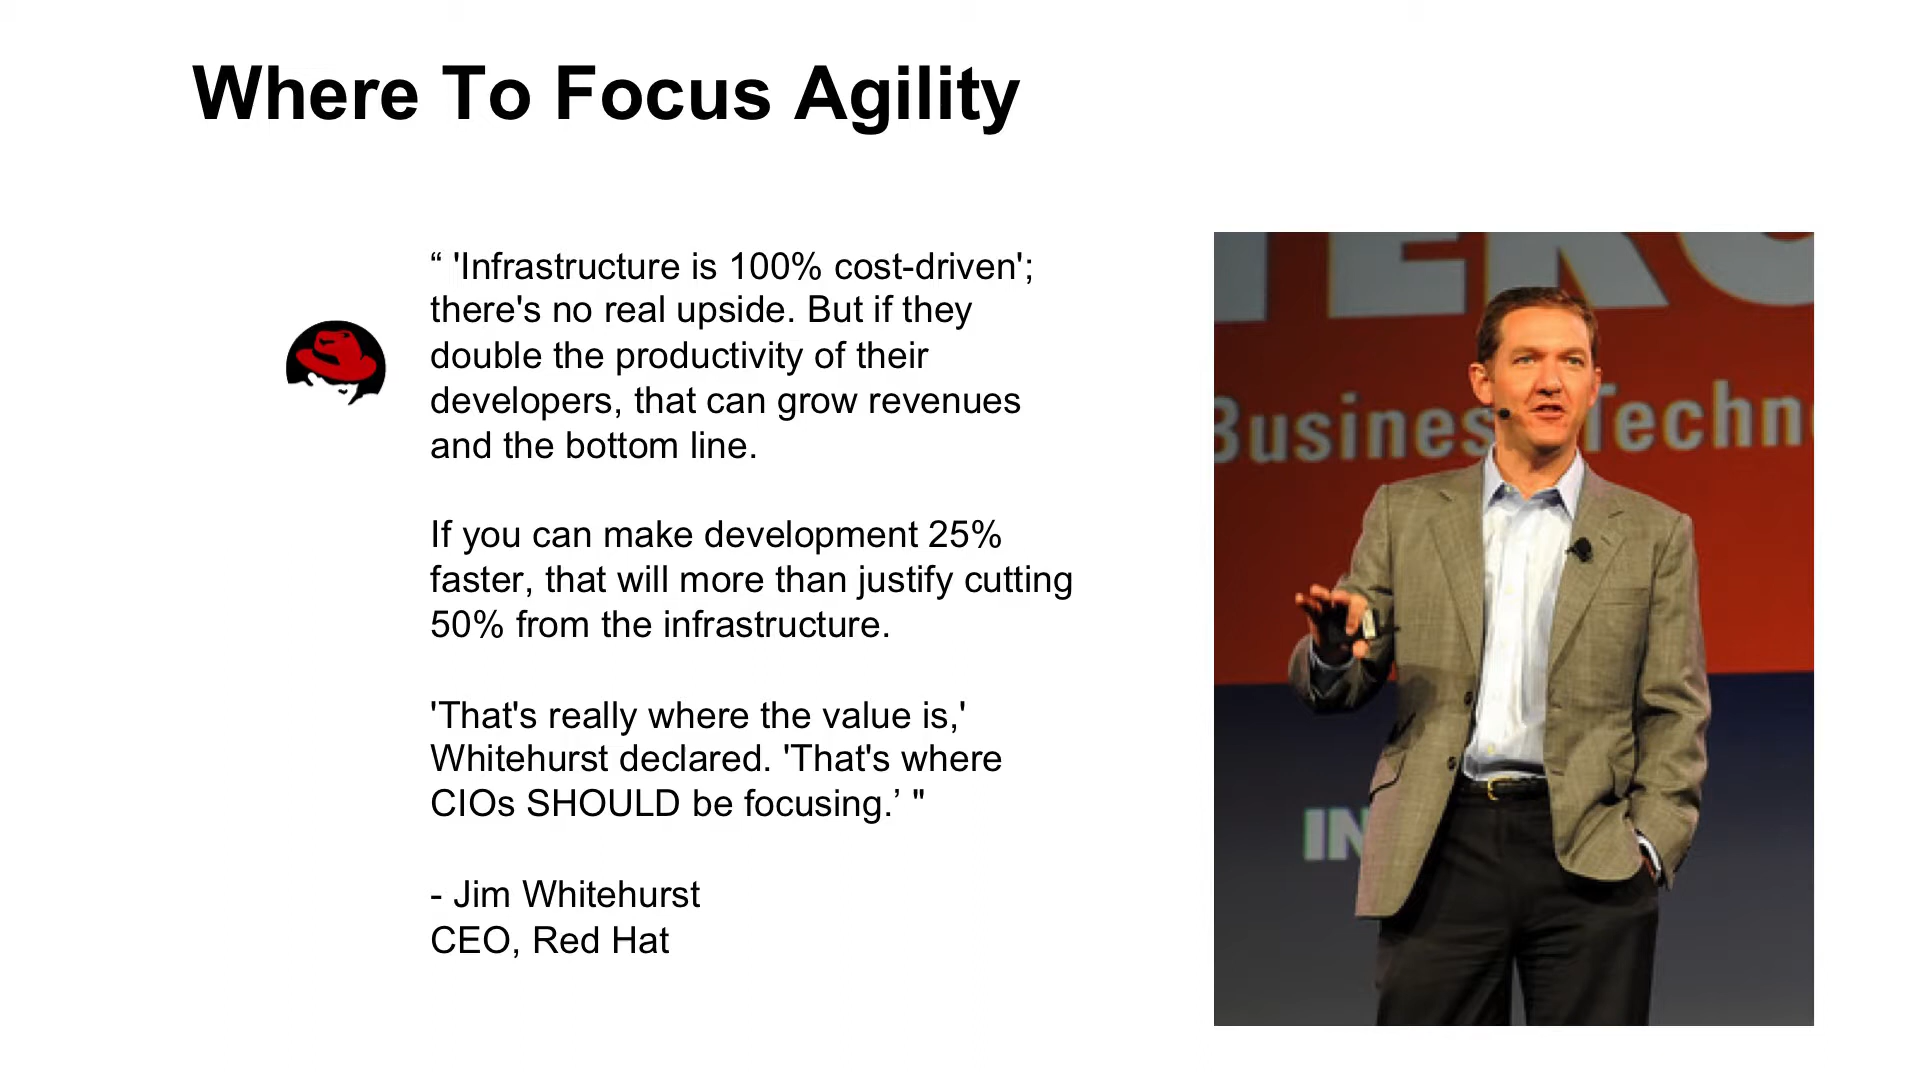 Where To Focus Agility
“ 'Infrastructure is 100% cost-driven';
there's no real upside. But if they
double the productivity of their
developers, that can grow revenues
and the bottom line.
If you can make development 25%
faster, that will more than justify cutting
50% from the infrastructure.
'That's really where the value is,'
Whitehurst declared. 'That's where
CIOs SHOULD be focusing.’ "
- Jim Whitehurst
CEO, Red Hat
Business Techn
IN